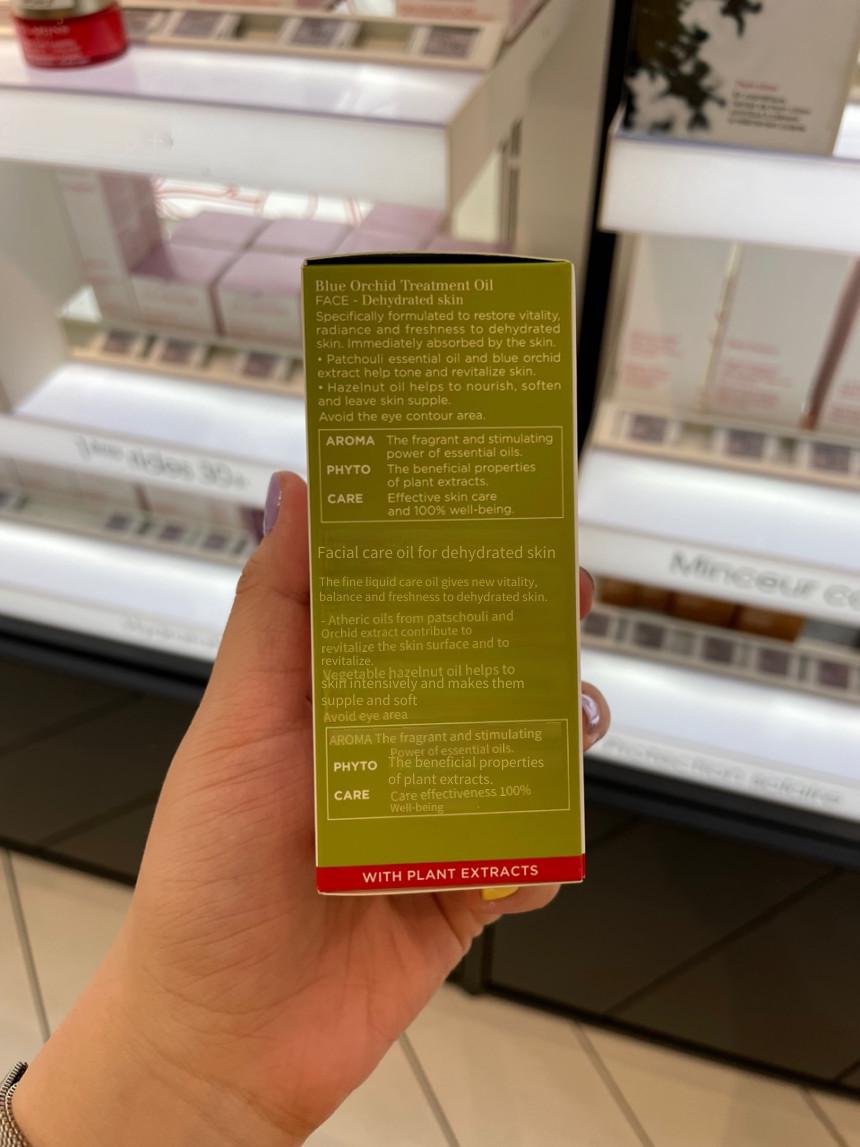 Blue Orchid Treatment Oil
FACE - Dehydrated skin
Specifically formulated to restore vitality,
radiance and freshness to dehydrated
skin. Immediately absorbed by the skin.
• Patchouli essential oil and blue orchid
extract help tone and revitalize skin.
• Hazelnut oil helps to nourish, soften
and leave skin supple.
Avoid the eye contour area.
AROMA The fragrant and stimulating
power of essential oils.
PHYTO The beneficial properties
of plant extracts.
CARE Effective skin care
and 100% well-being.
Facial care oil for dehydrated skin
The fine liquid care oil gives new vitality,
balance and freshness to dehydrated skin.
- Atheric oils from patschouli and
Orchid extract contribute to
revitalize the skin surface and to
revitalize.
Vegetable hazelnut oil helps to
skin intensively and makes them
supple and soft
Avoid eye area
AROMA The fragrant and stimulating
Power of essential oils.
PHYTO The beneficial properties
of plant extracts.
CARE Care effectiveness 100%
Well-being
WITH PLANT EXTRACTS
rides 30+
Minceur